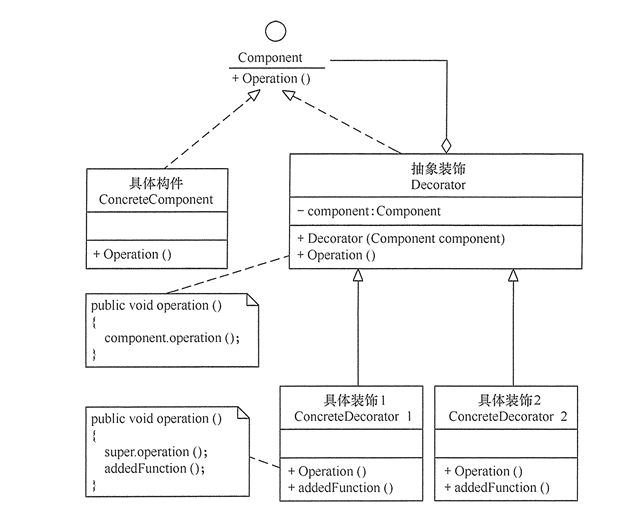 Component
+ Operation ()
具体构件
ConcreteComponent
+ Operation ()
抽象装饰
Decorator
- component:Component
+ Decorator (Component component)
+ Operation ()
public void operation ()
{
component.operation ();
}
具体装饰1
ConcreteDecorator 1
+ Operation ()
+ addedFunction ()
具体装饰2
ConcreteDecorator 2
+ Operation ()
+ addedFunction ()
public void operation ()
{
super.operation ();
addedFunction ();
}